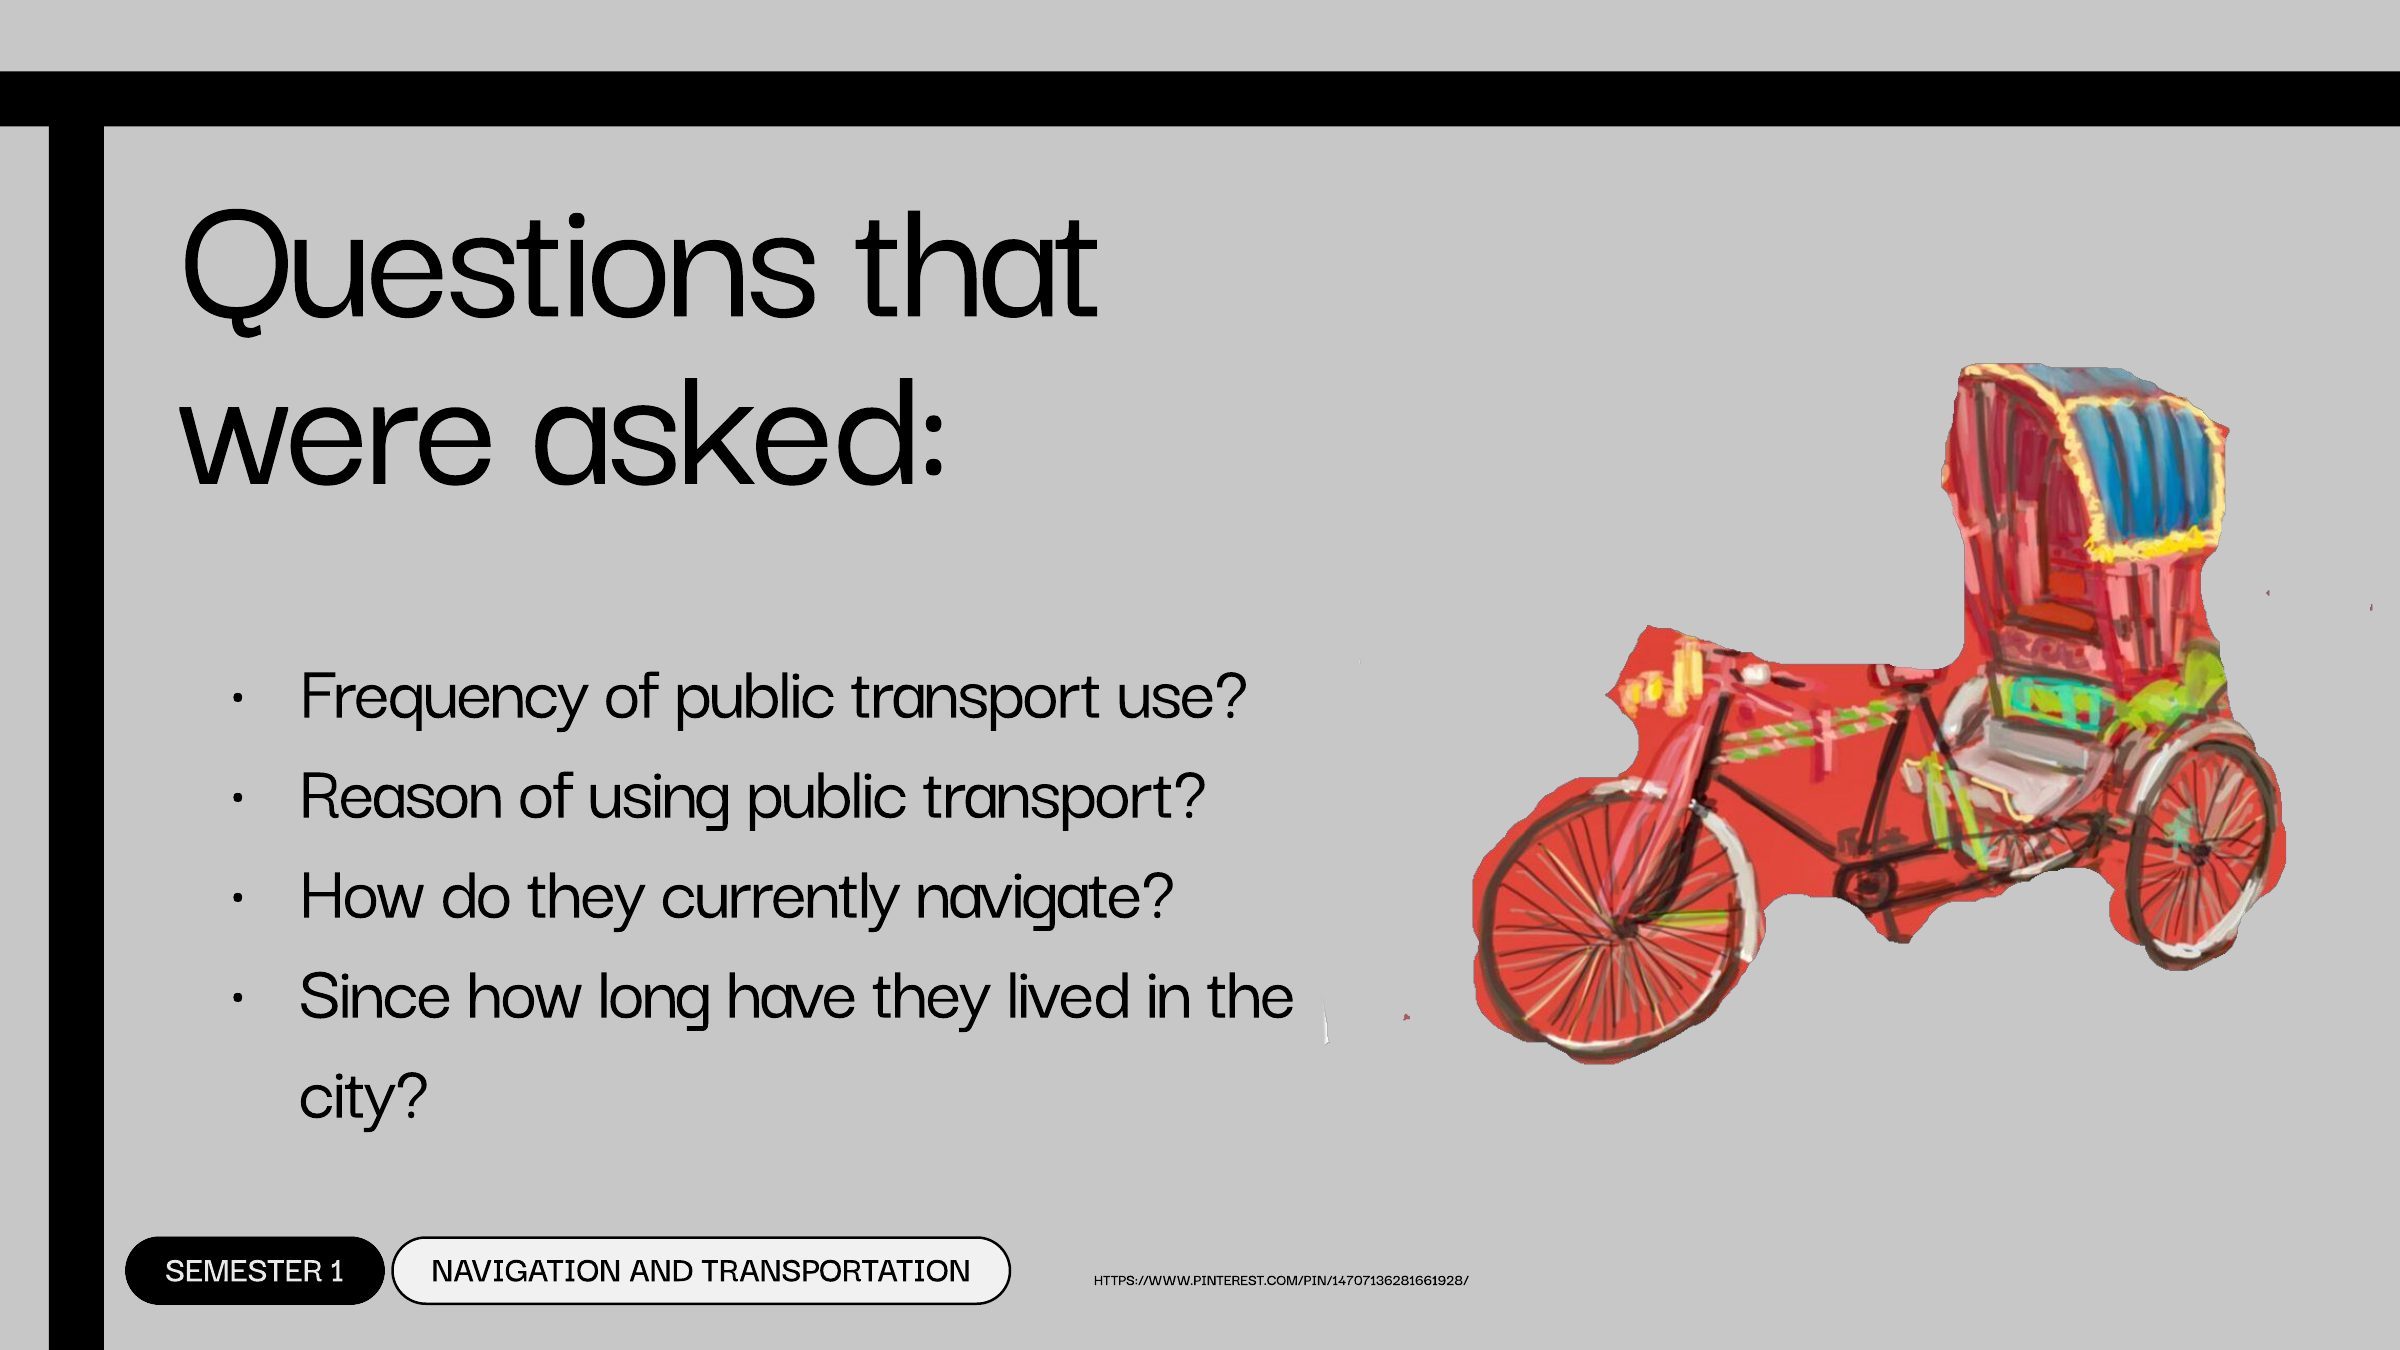 Questions that
were asked:
• Frequency of public transport use?
• Reason of using public transport?
• How do they currently navigate?
• Since how long have they lived in the
city?
SEMESTER 1
NAVIGATION AND TRANSPORTATION
HTTPS://WWW.PINTEREST.COM/PIN/14707136281661928/